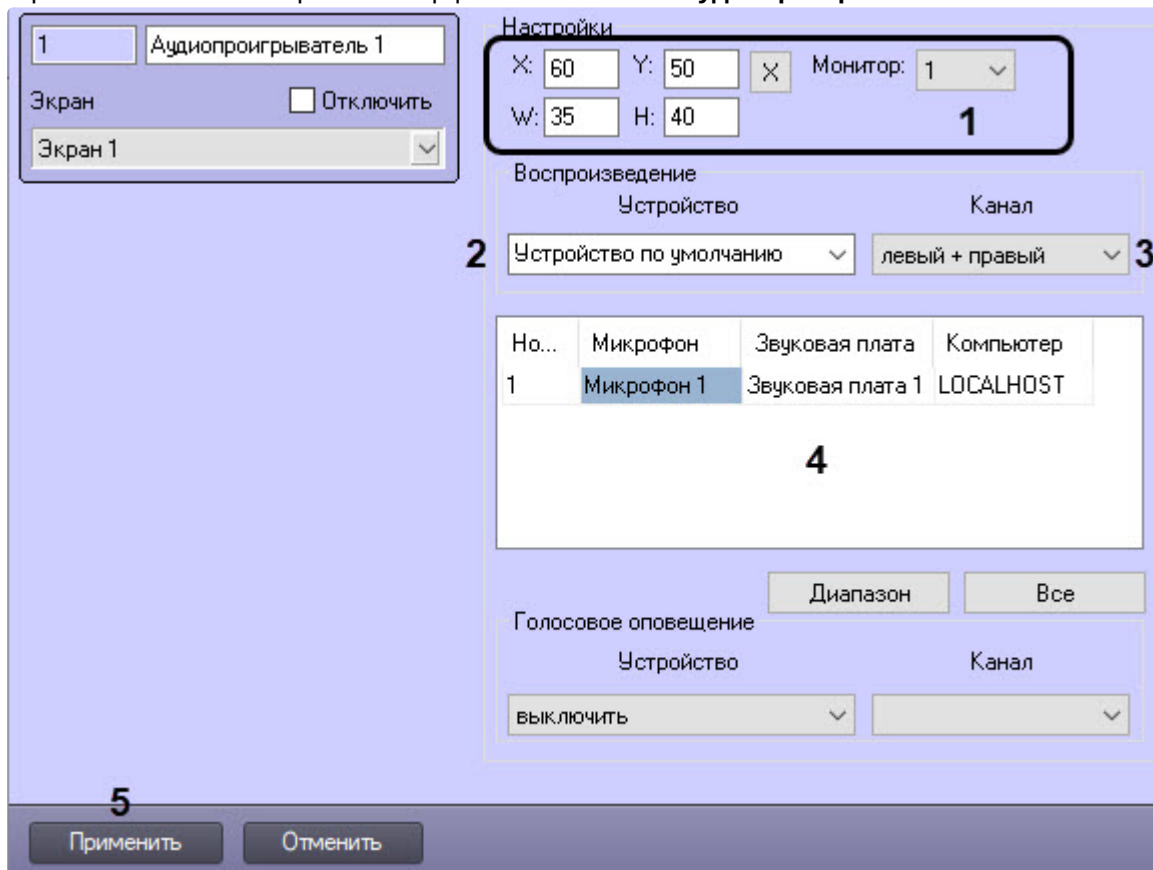 1 Аудиопроигрыватель 1
Экран Отключить
Экран 1
Настройки
X: 60 Y: 50 X Монитор: 1
W: 35 H: 40 1
Воспроизведение
Устройство Канал
2 Устройство по умолчанию левый + правый 3
Но... Микрофон Звуковая плата Компьютер
1 Микрофон 1 Звуковая плата 1 LOCALHOST
4
Диапазон Все
Голосовое оповещение
Устройство Канал
выключить
5
Применить Отменить